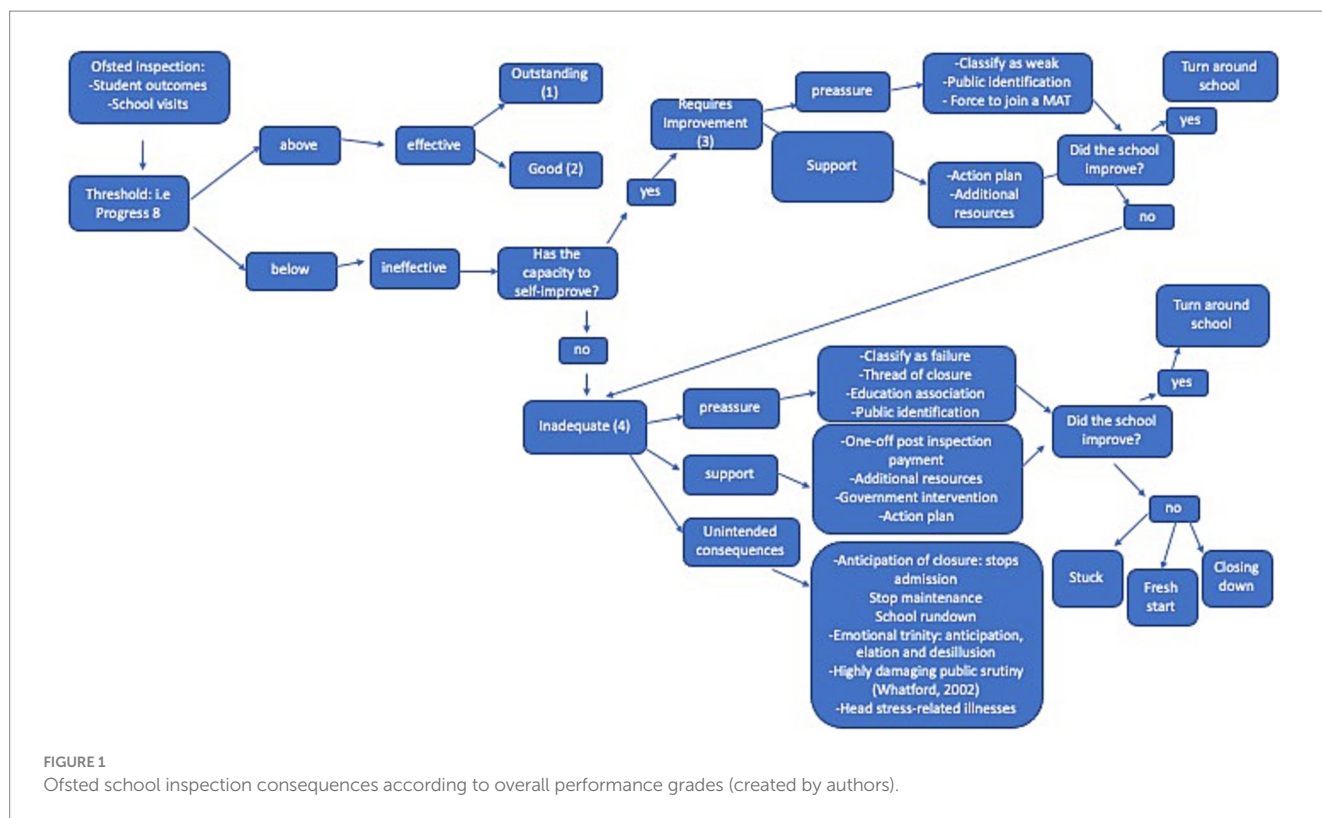 Ofsted inspection:
-Student outcomes
-School visits
Threshold: i.e
Progress 8
above
effective
Outstanding
(1)
Good (2)
below
ineffective
Has the
capacity to
self-improve?
yes
Requires
Improvement
(3)
preassure
-Classify as weak
-Public identification
- Force to join a MAT
Support
-Action plan
-Additional
resources
Did the school
improve?
yes
Turn around
school
no
no
Inadequate (4)
preassure
-Classify as failure
-Thread of closure
-Education association
-Public identification
support
-One-off post inspection
payment
-Additional resources
-Government intervention
-Action plan
Unintended
consequences
-Anticipation of closure: stops
admission
Stop maintenance
School rundown
-Emotional trinity: anticipation,
elation and desillusion
-Highly damaging public srutiny
(Whatford, 2002)
-Head stress-related illnesses
Did the school
improve?
yes
Turn around
school
no
Stuck
Fresh
start
Closing
down
FIGURE 1
Ofsted school inspection consequences according to overall performance grades (created by authors).